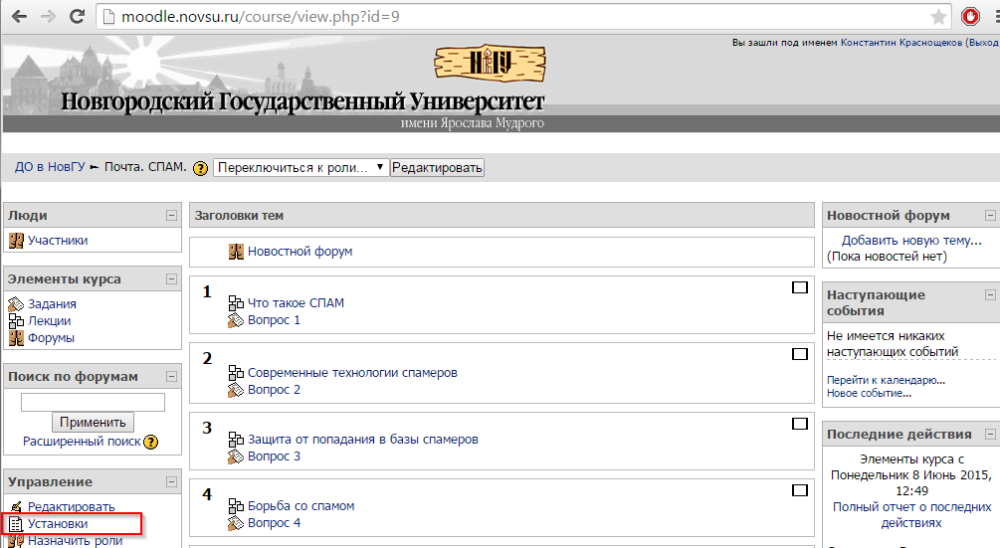 moodle.novsu.ru/course/view.php?id=9
Вы зашли под именем Константин Краснощеков (Выход
НГУ
Новгородский Государственный Университет
имени Ярослава Мудрого
ДО в НовГУ ► Почта. СПАМ. ? Переключиться к роли... ▼ Редактировать
Люди
Участники
Элементы курса
Задания
Лекции
Форумы
Поиск по форумам
Применить
Расширенный поиск ?
Управление
Редактировать
Установки
Назначить роли
Заголовки тем
Новостной форум
1
Что такое СПАМ
Вопрос 1
2
Современные технологии спамеров
Вопрос 2
3
Защита от попадания в базы спамеров
Вопрос 3
4
Борьба со спамом
Вопрос 4
Новостной форум
Добавить новую тему...
(Пока новостей нет)
Наступающие
события
Не имеется никаких
наступающих событий
Перейти к календарю...
Новое событие...
Последние действия
Элементы курса с
Понедельник 8 Июнь 2015,
12:49
Полный отчет о последних
действиях